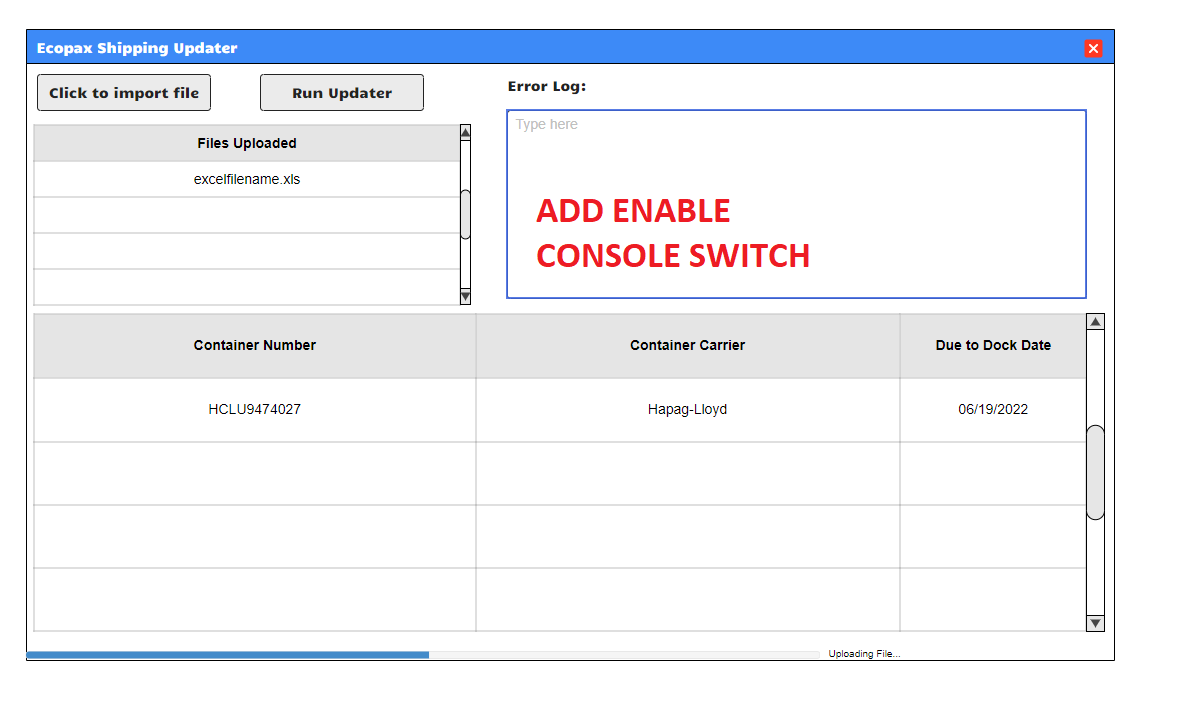 Ecopax Shipping Updater
Click to import file
Run Updater
Error Log:
Type here
ADD ENABLE
CONSOLE SWITCH
Files Uploaded
excelfilename.xls
Container Number Container Carrier Due to Dock Date
HCLU9474027 Hapag-Lloyd 06/19/2022
Uploading File...